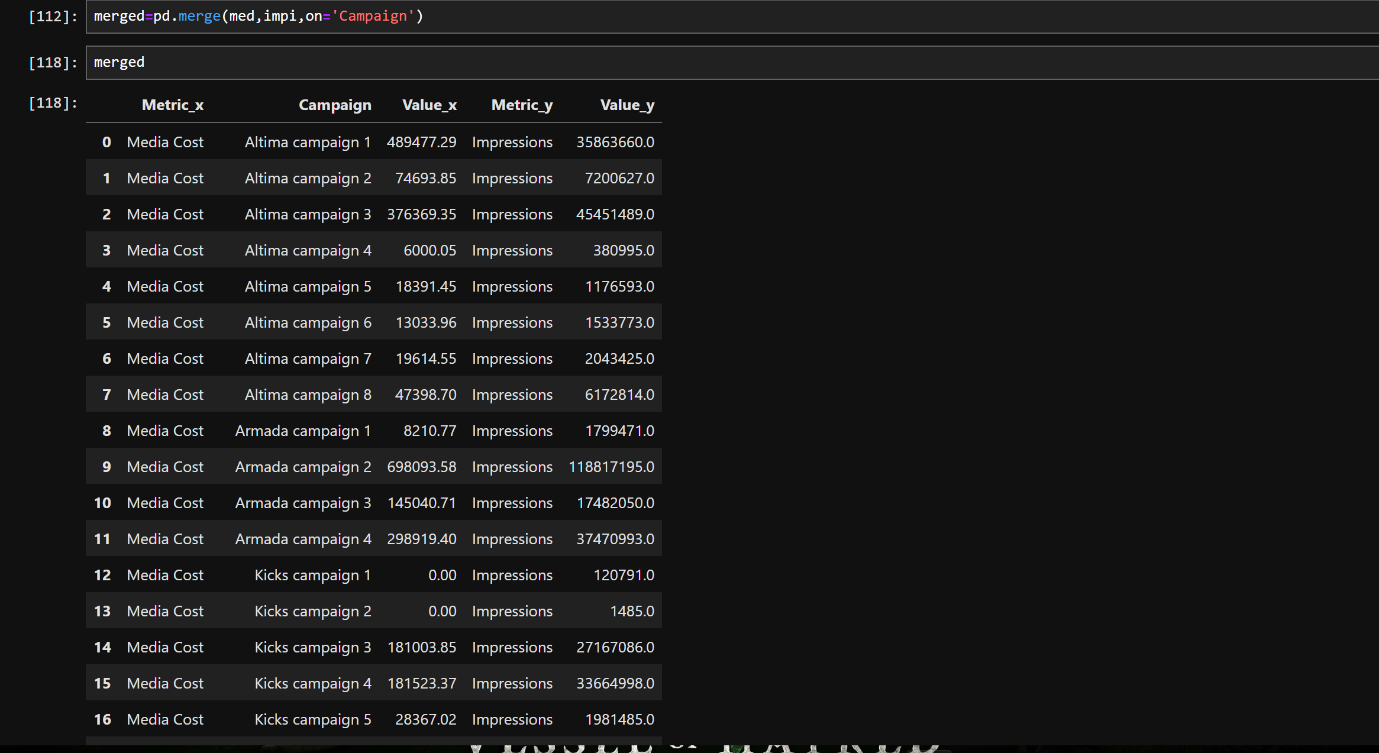 [112]: merged=pd.merge(med,impi,on='Campaign')
[118]: merged
[118]:
Metric_x Campaign Value_x Metric_y Value_y
0 Media Cost Altima campaign 1 489477.29 Impressions 35863660.0
1 Media Cost Altima campaign 2 74693.85 Impressions 7200627.0
2 Media Cost Altima campaign 3 376369.35 Impressions 45451489.0
3 Media Cost Altima campaign 4 6000.05 Impressions 380995.0
4 Media Cost Altima campaign 5 18391.45 Impressions 1176593.0
5 Media Cost Altima campaign 6 13033.96 Impressions 1533773.0
6 Media Cost Altima campaign 7 19614.55 Impressions 2043425.0
7 Media Cost Altima campaign 8 47398.70 Impressions 6172814.0
8 Media Cost Armada campaign 1 8210.77 Impressions 1799471.0
9 Media Cost Armada campaign 2 698093.58 Impressions 118817195.0
10 Media Cost Armada campaign 3 145040.71 Impressions 17482050.0
11 Media Cost Armada campaign 4 298919.40 Impressions 37470993.0
12 Media Cost Kicks campaign 1 0.00 Impressions 120791.0
13 Media Cost Kicks campaign 2 0.00 Impressions 1485.0
14 Media Cost Kicks campaign 3 181003.85 Impressions 27167086.0
15 Media Cost Kicks campaign 4 181523.37 Impressions 33664998.0
16 Media Cost Kicks campaign 5 28367.02 Impressions 1981485.0